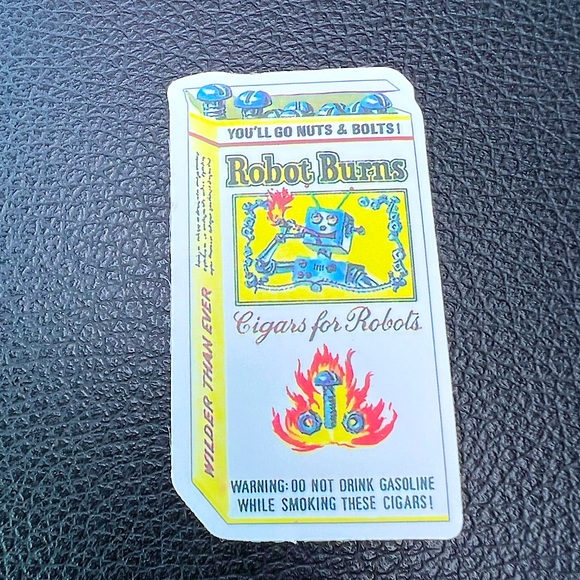 YOU'LL GO NUTS & BOLTS!
Robot Burns
WILDER THAN EVER
Cigars for Robots
WARNING: DO NOT DRINK GASOLINE
WHILE SMOKING THESE CIGARS!